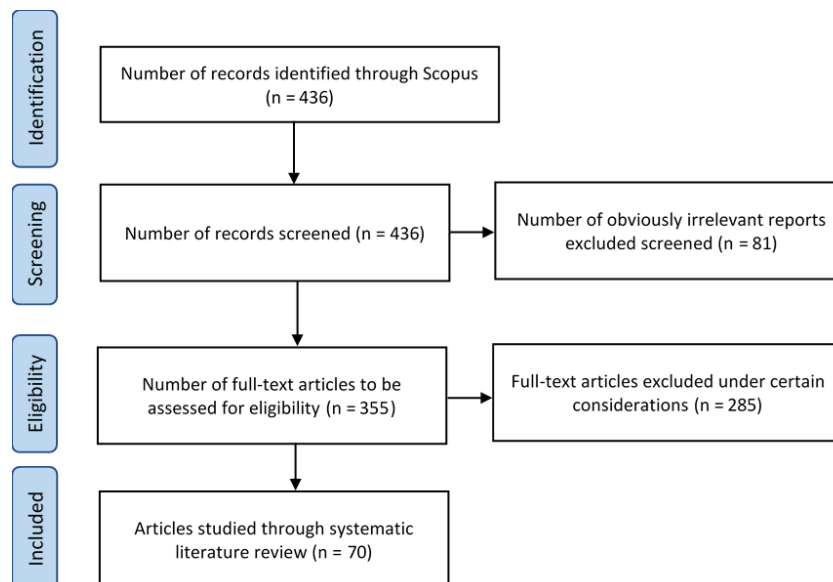 Identification
Number of records identified through Scopus
(n = 436)
Screening
Number of records screened (n = 436)
Number of obviously irrelevant reports
excluded screened (n = 81)
Eligibility
Number of full-text articles to be
assessed for eligibility (n = 355)
Full-text articles excluded under certain
considerations (n = 285)
Included
Articles studied through systematic
literature review (n = 70)